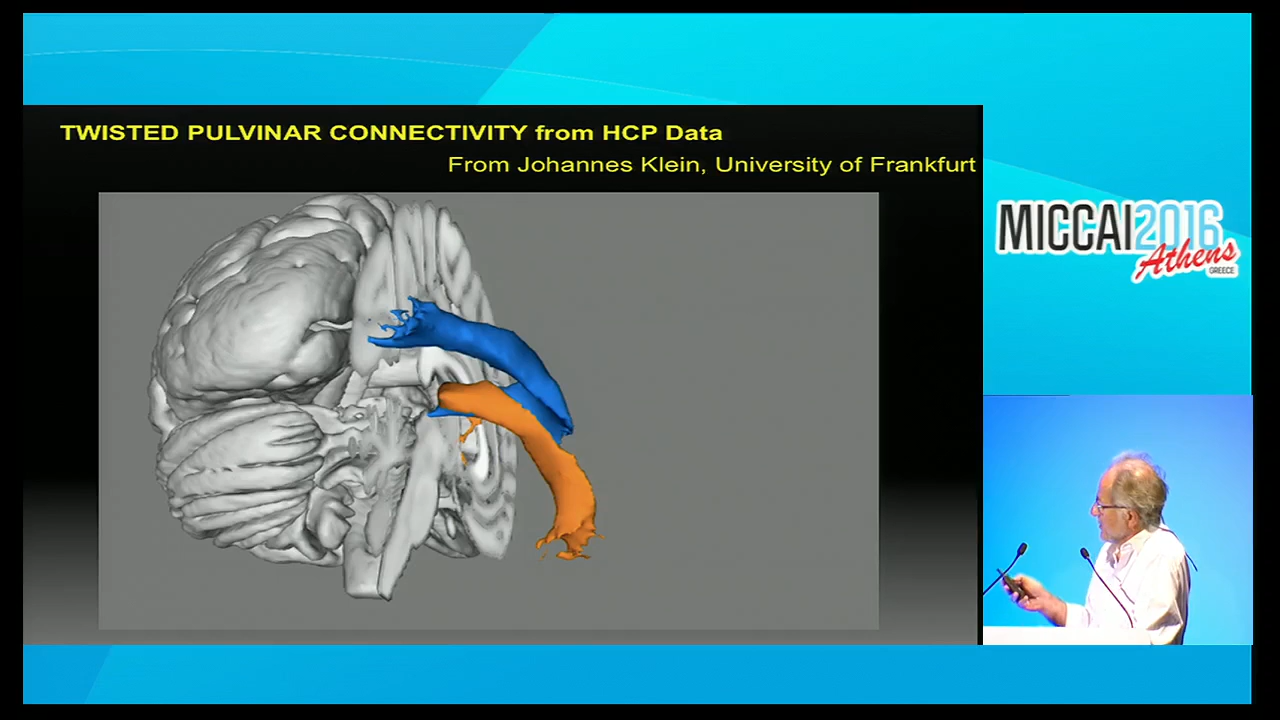 TWISTED PULVINAR CONNECTIVITY from HCP Data
From Johannes Klein, University of Frankfurt
MICCAI2016
Athens
GREECE